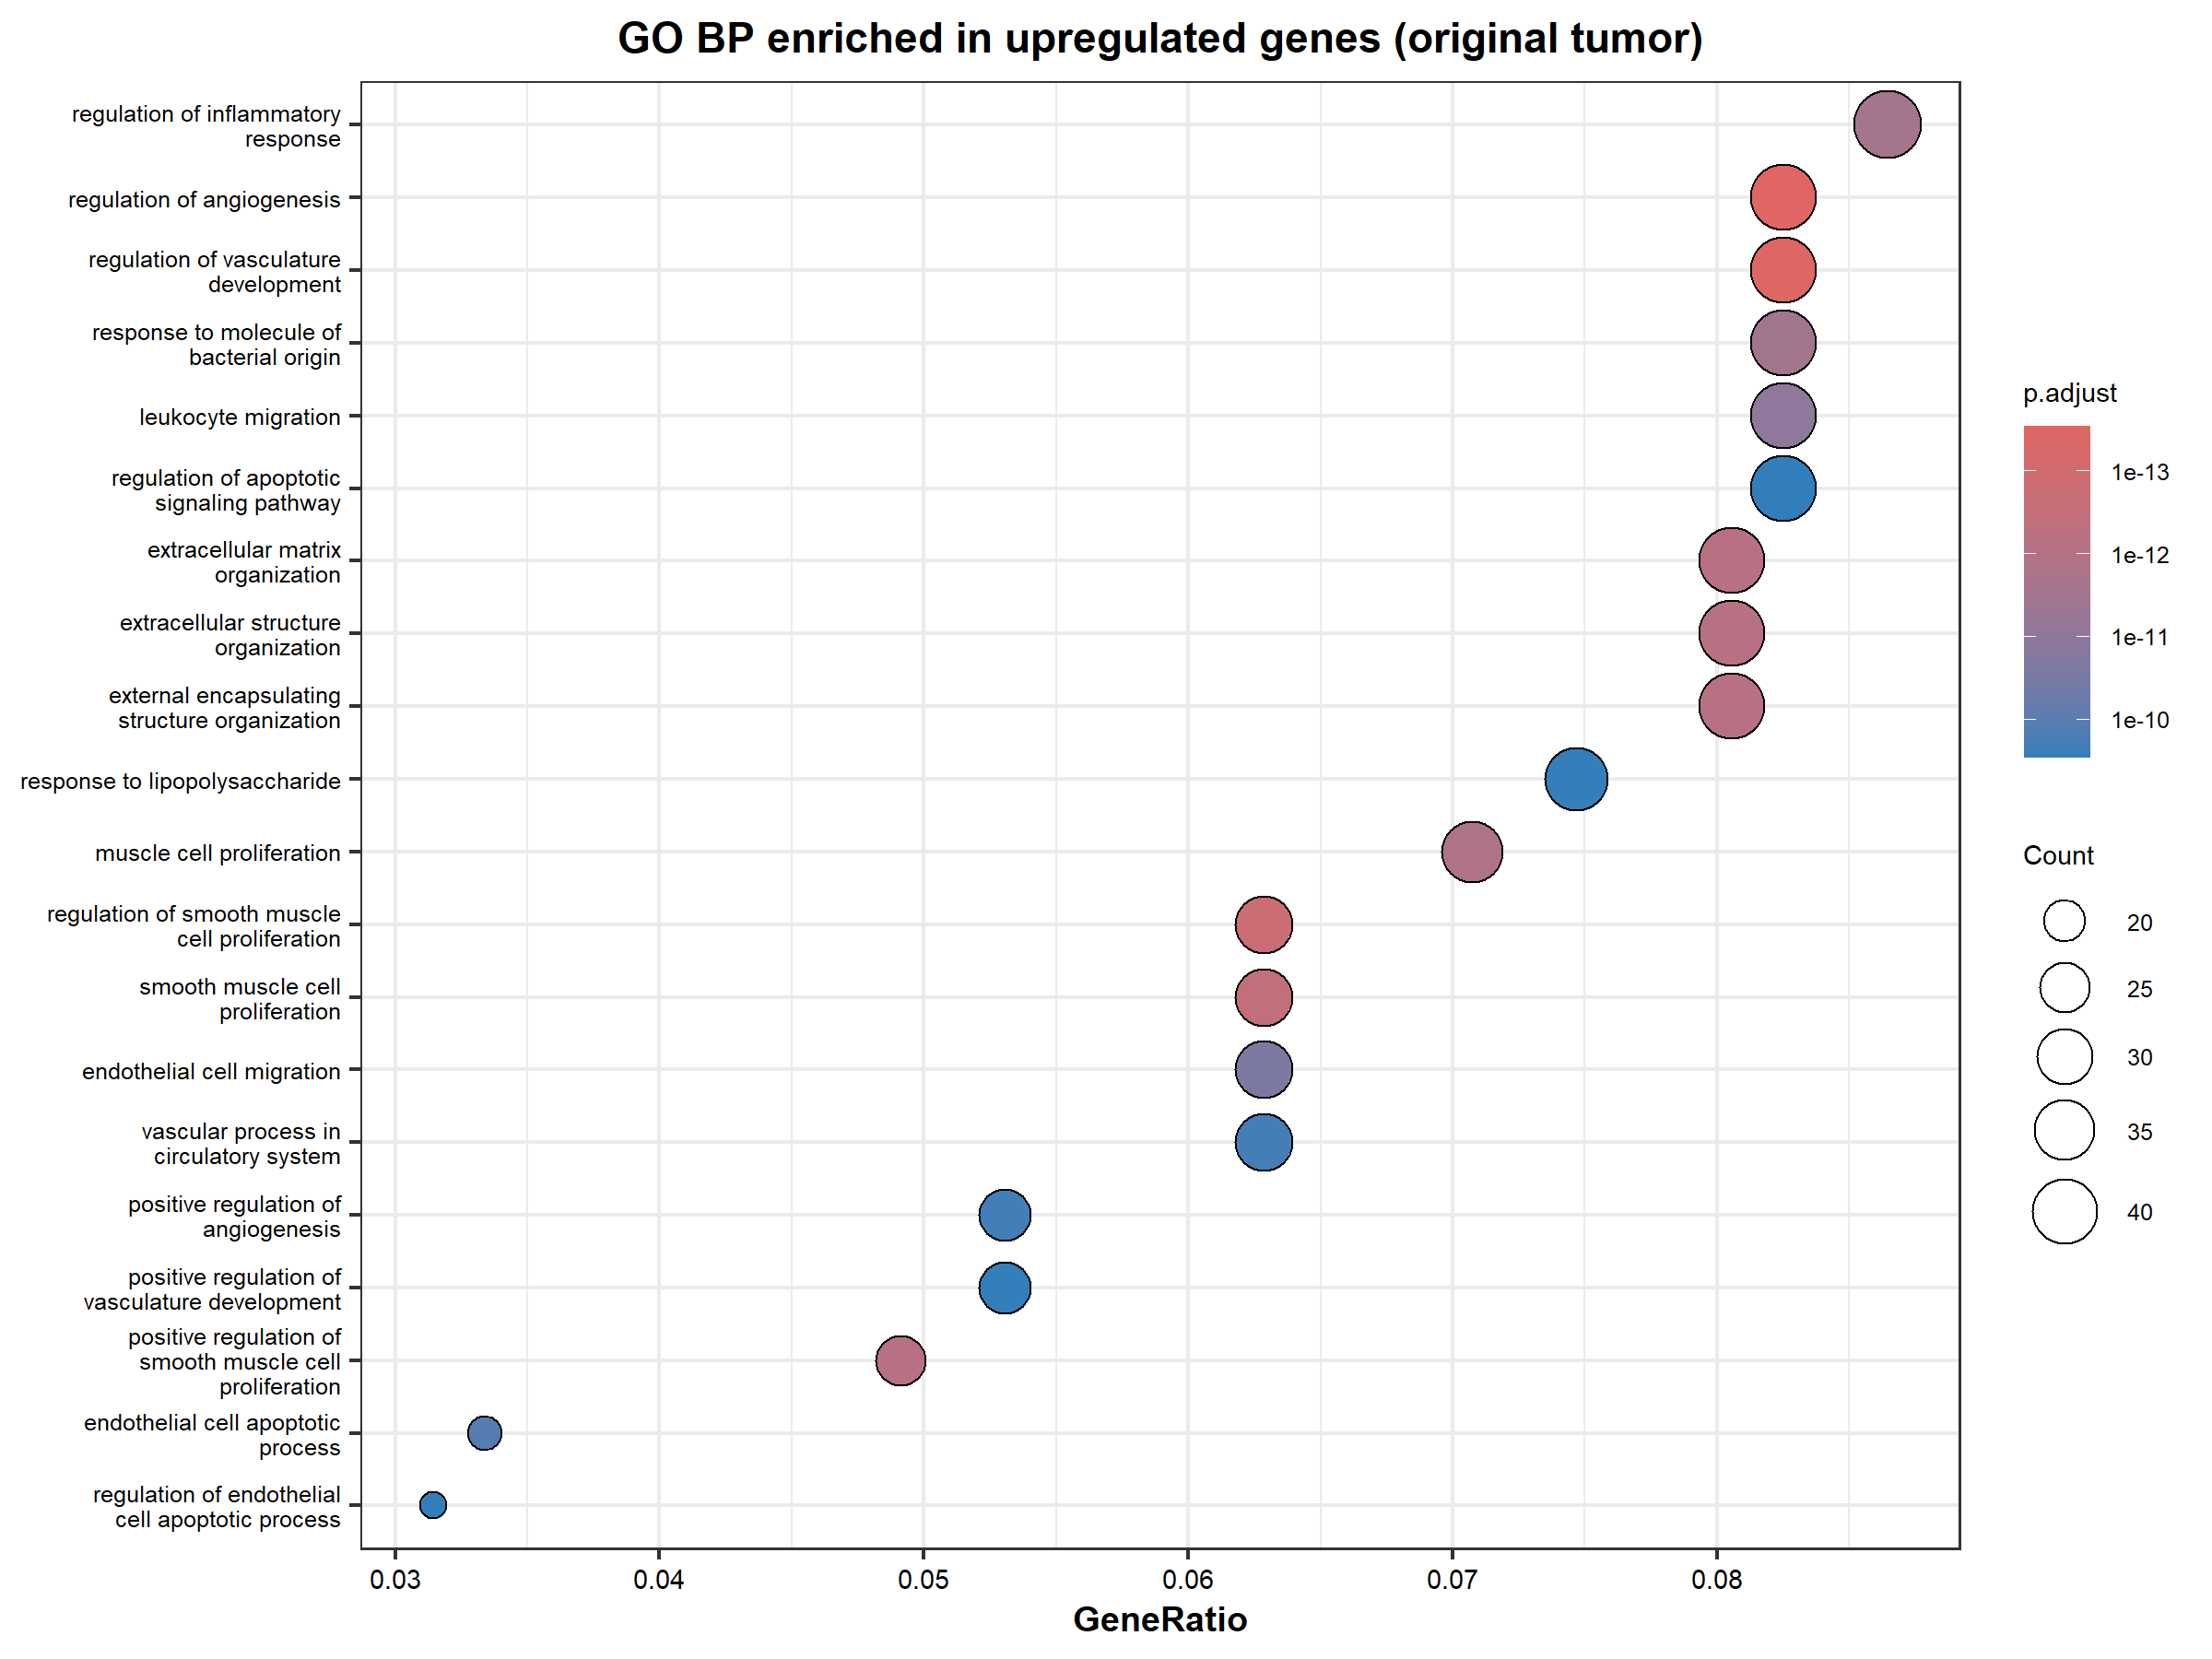 GO BP enriched in upregulated genes (original tumor)
regulation of inflammatory
response
regulation of angiogenesis
regulation of vasculature
development
response to molecule of
bacterial origin
leukocyte migration
regulation of apoptotic
signaling pathway
extracellular matrix
organization
extracellular structure
organization
external encapsulating
structure organization
response to lipopolysaccharide
muscle cell proliferation
regulation of smooth muscle
cell proliferation
smooth muscle cell
proliferation
endothelial cell migration
vascular process in
circulatory system
positive regulation of
angiogenesis
positive regulation of
vasculature development
positive regulation of
smooth muscle cell
proliferation
endothelial cell apoptotic
process
regulation of endothelial
cell apoptotic process
0.03 0.04 0.05 0.06 0.07 0.08
GeneRatio
p.adjust
1e-13
1e-12
1e-11
1e-10
Count
20
25
30
35
40